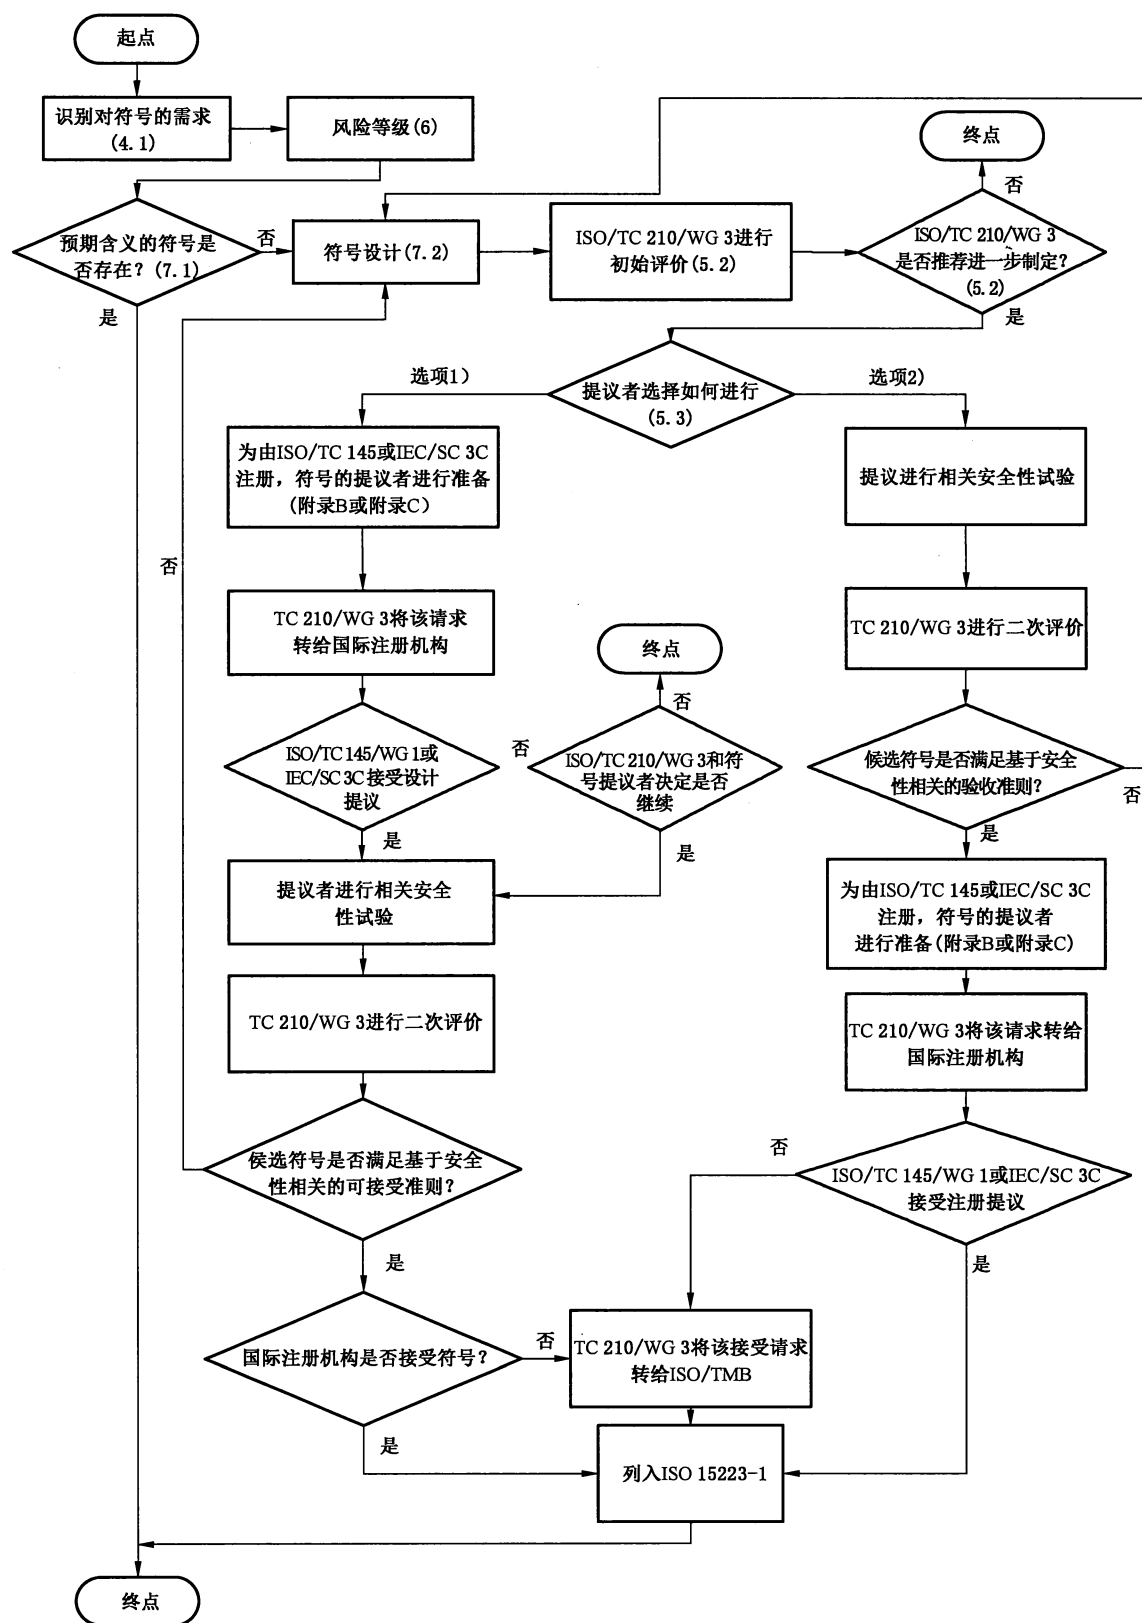 起点
识别对符号的需求
(4.1)
风险等级(6)
终点
预期含义的符号是
否存在？(7.1)
否
是
符号设计(7.2)
ISO/TC 210/WG 3进行
初始评价(5.2)
ISO/TC 210/WG 3
是否推荐进一步制定？
(5.2)
否
是
提议者选择如何进行
(5.3)
选项1）
选项2)
为由ISO/TC 145或IEC/SC 3C
注册，符号的提议者进行准备
(附录B或附录C）
提议进行相关安全性试验
否
TC 210/WG 3将该请求
转给国际注册机构
终点
TC 210/WG 3进行二次评价
ISO/TC 145/WG 1或
IEC/SC 3C 接受设计
提议
否
是
否
ISO/TC 210/WG 3和符
号提议者决定是否
继续
是
候选符号是否满足基于安全
性相关的验收准则？
否
是
提议者进行相关安全
性试验
为由ISO/TC 145或IEC/SC 3C
注册，符号的提议者
进行准备(附录B或附录C)
TC 210/WG 3进行二次评价
TC 210/WG 3将该请求转给
国际注册机构
侯选符号是否满足基于安全
性相关的可接受准则？
是
否
ISO/TC 145/WG 1或IEC/SC 3C
接受注册提议
是
国际注册机构是否接受符号？
否
是
TC 210/WG 3将该接受请求
转给ISO/TMB
列入ISO 15223-1
终点